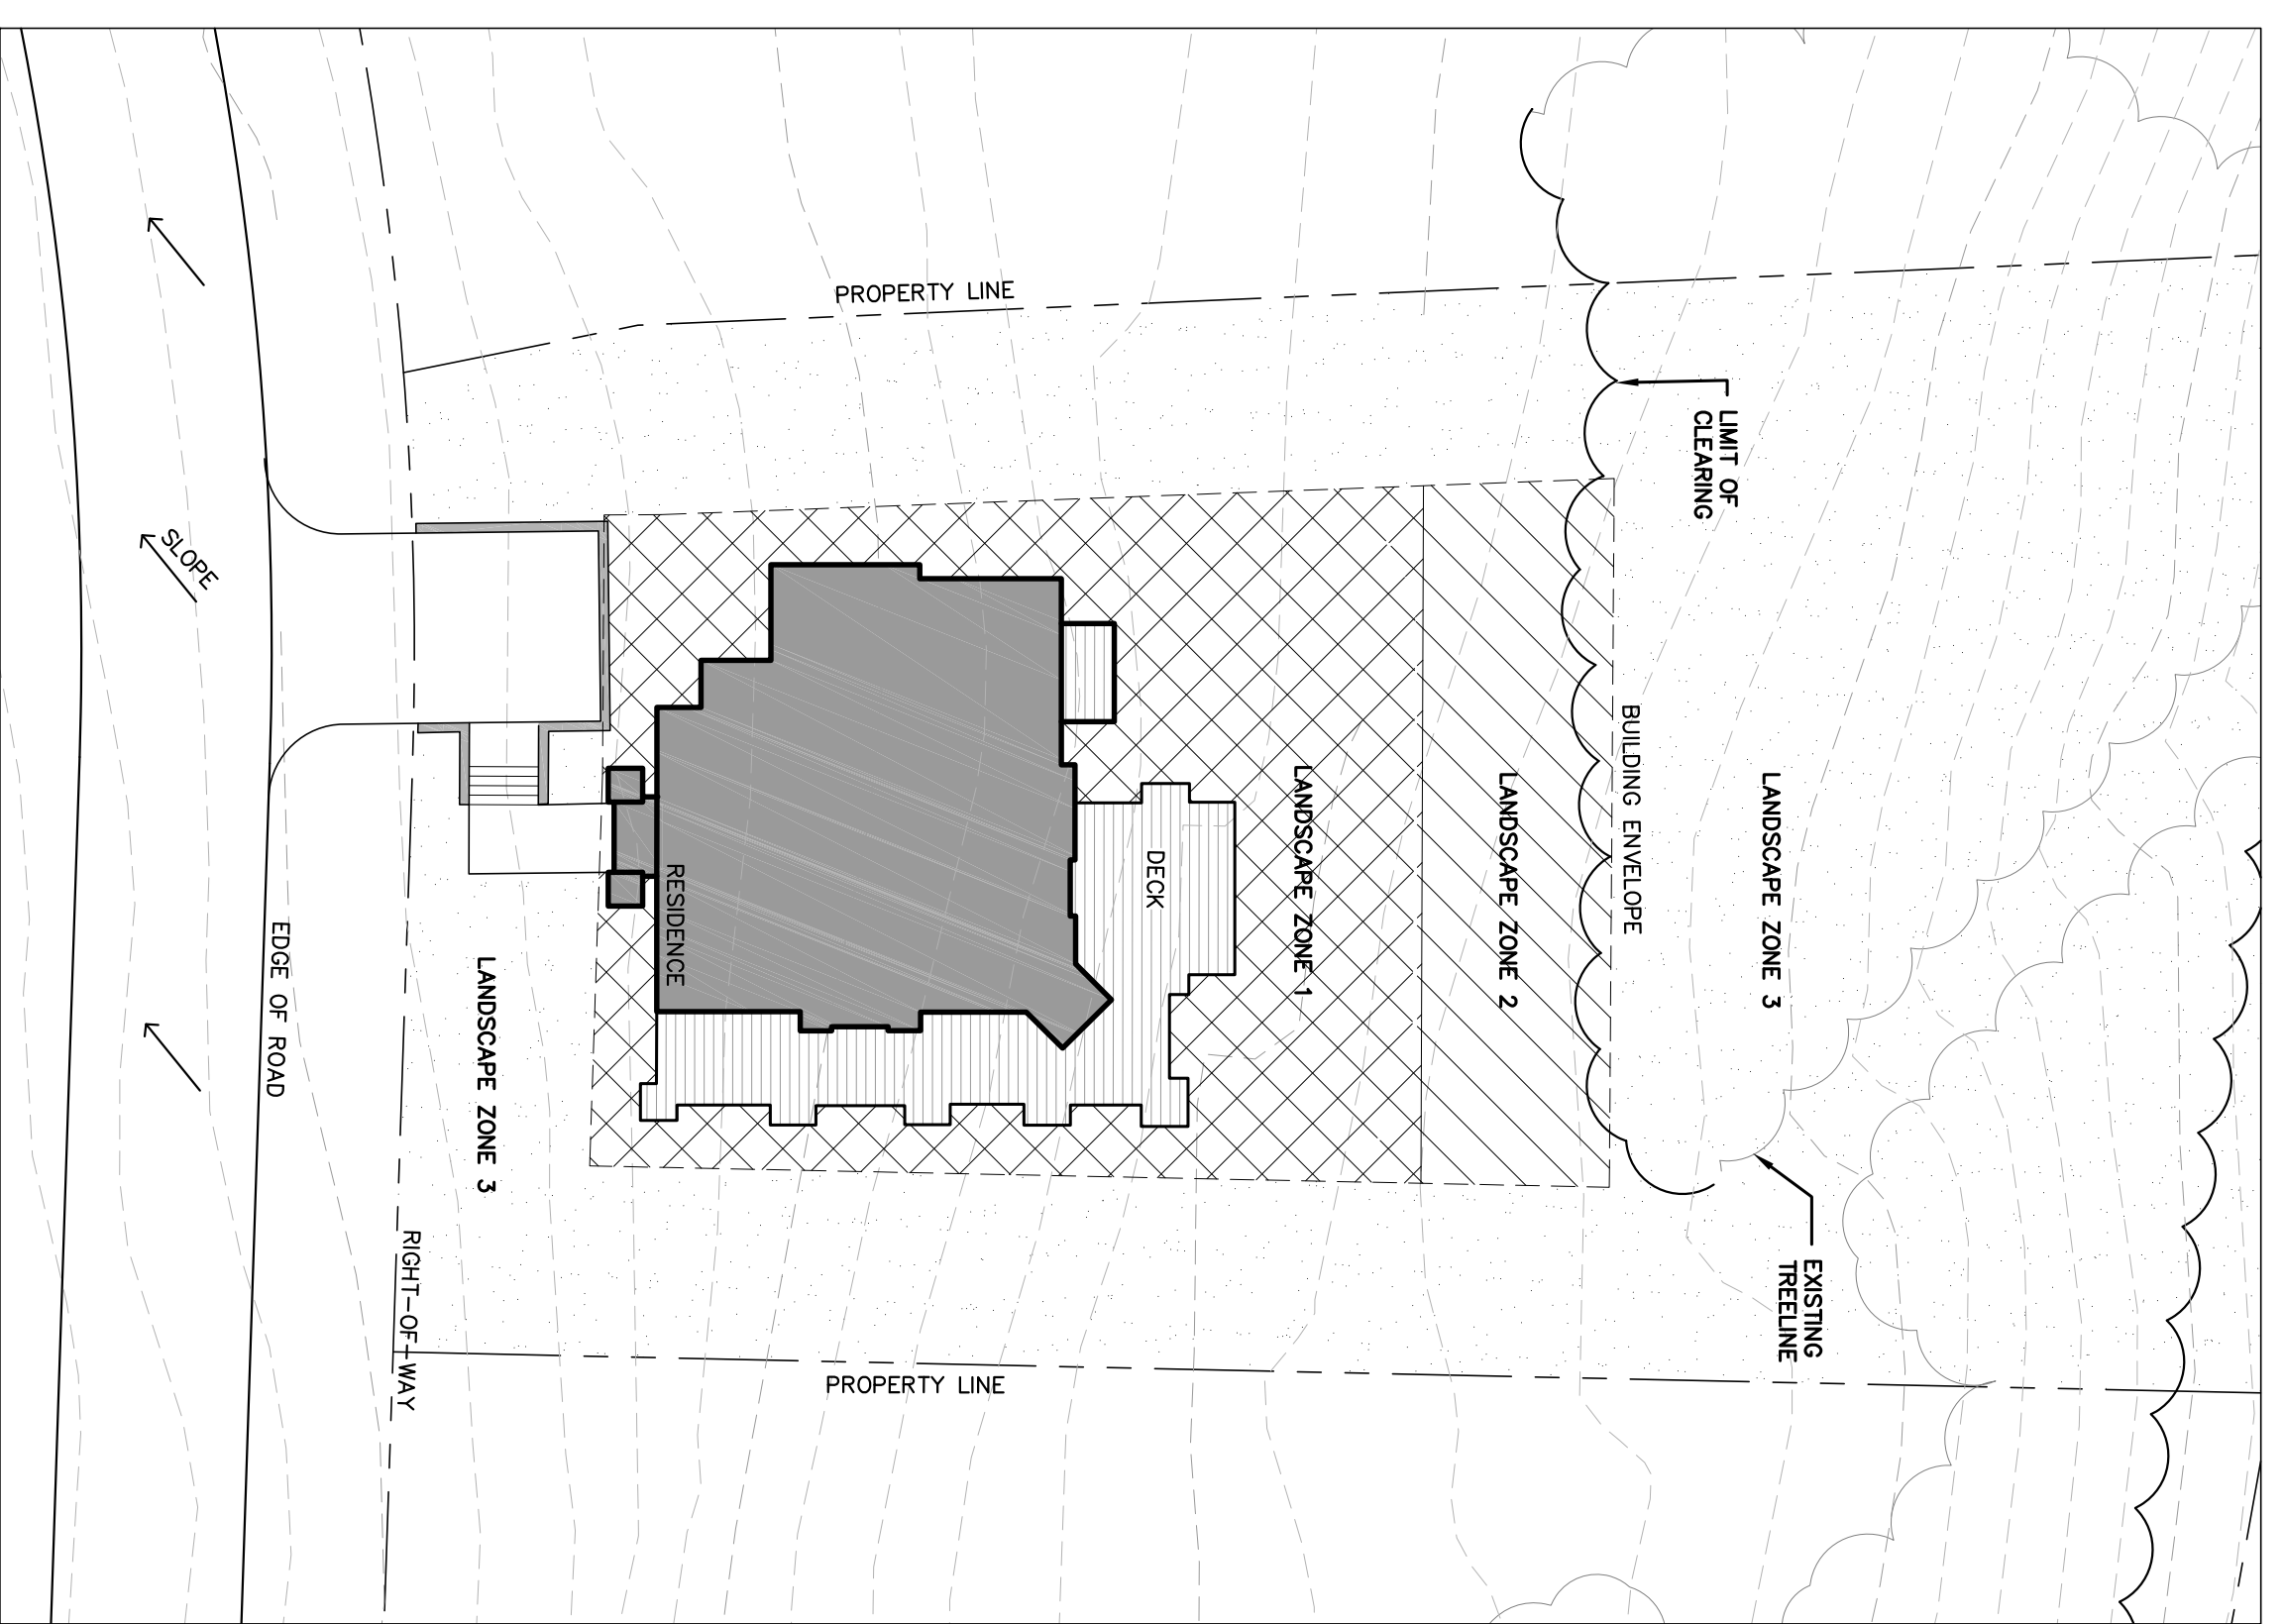 PROPERTY LINE
LIMIT OF
CLEARING
SLOPE
BUILDING ENVELOPE
LANDSCAPE ZONE 1
LANDSCAPE ZONE 2
LANDSCAPE ZONE 3
DECK
RESIDENCE
EDGE OF ROAD
LANDSCAPE ZONE 3
RIGHT-OF-WAY
EXISTING
TREELINE
PROPERTY LINE